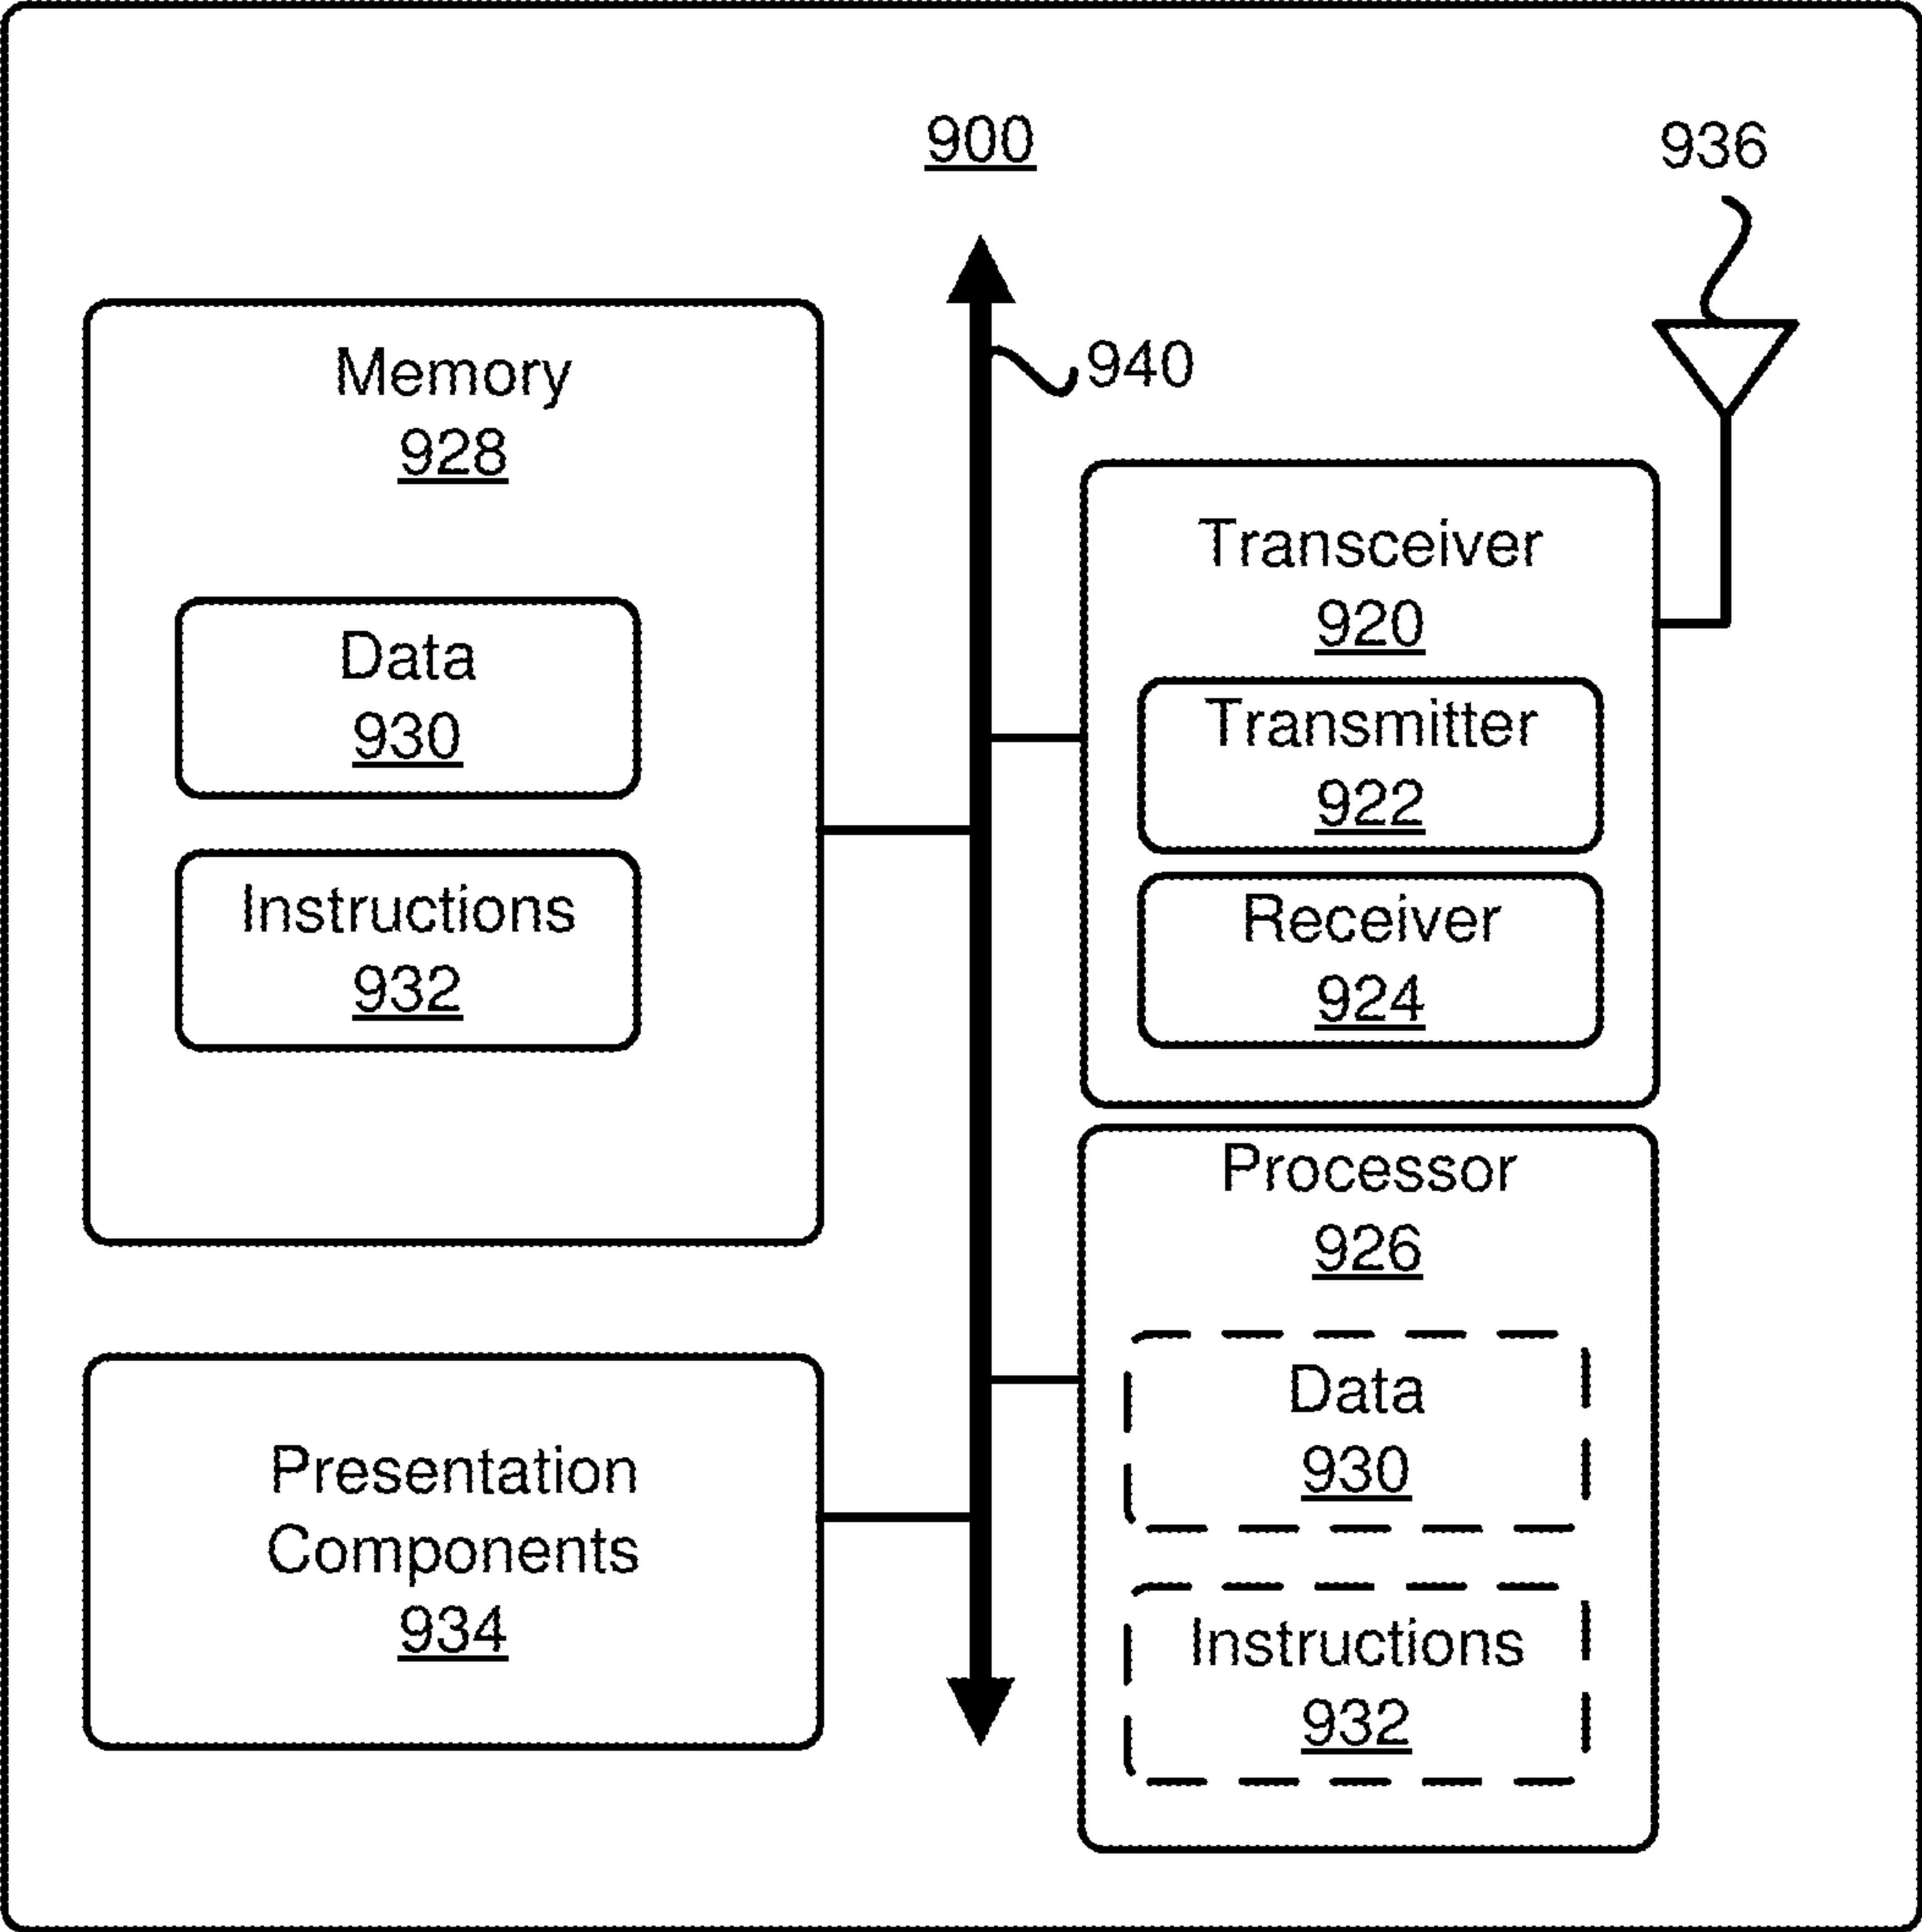 900
936
940
Memory
928
Data
930
Instructions
932
Transceiver
920
Transmitter
922
Receiver
924
Processor
926
Data
930
Instructions
932
Presentation
Components
934